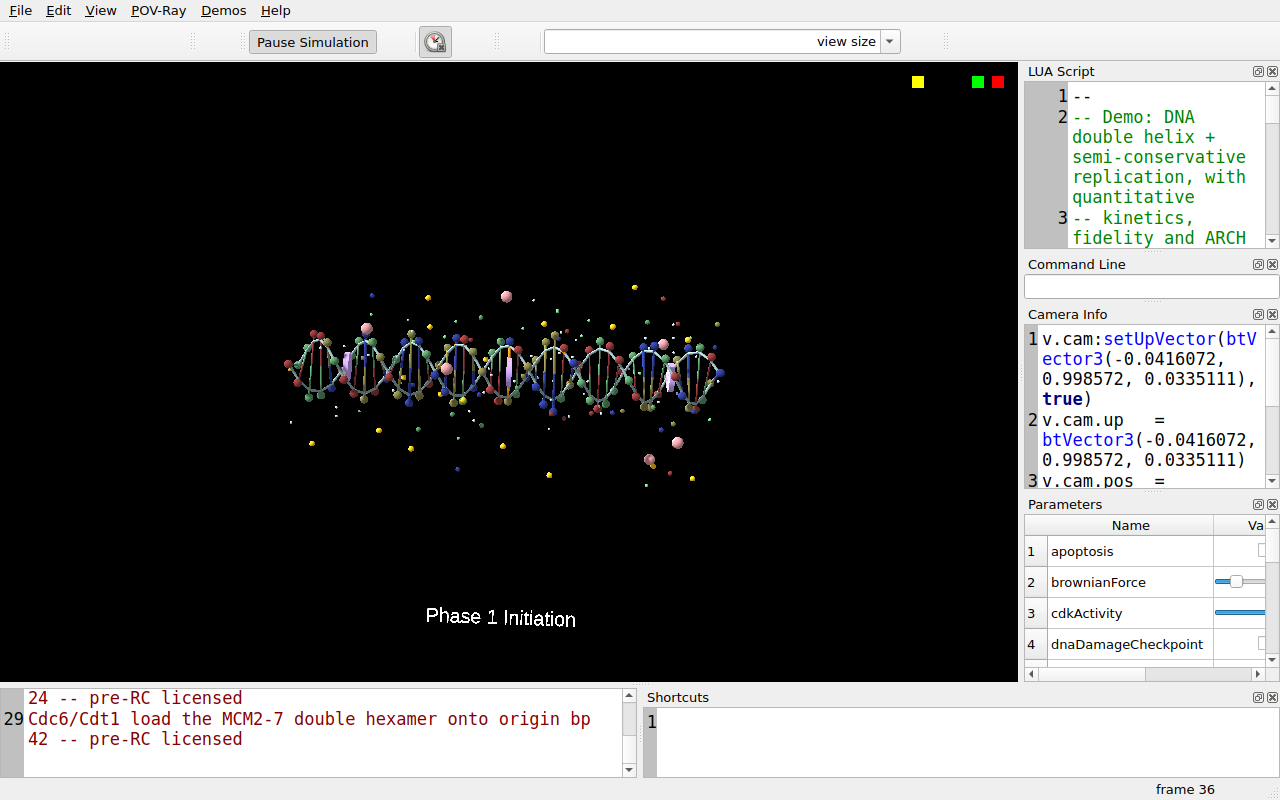 File Edit View POV-Ray Demos Help
Pause Simulation
view size
LUA Script
1 --
2 -- Demo: DNA
double helix +
semi-conservative
replication, with
quantitative
3 -- kinetics,
fidelity and ARCH
Command Line
Camera Info
1 v.cam:setUpVector(btV
ector3(-0.0416072,
0.998572, 0.0335111),
true)
2 v.cam.up =
btVector3(-0.0416072,
0.998572, 0.0335111)
3 v.cam.pos =
Parameters
Name Va
1 apoptosis
2 brownianForce
3 cdkActivity
4 dnaDamageCheckpoint
Phase 1 Initiation
24 -- pre-RC licensed
29 Cdc6/Cdt1 load the MCM2-7 double hexamer onto origin bp
42 -- pre-RC licensed
Shortcuts
1
frame 36